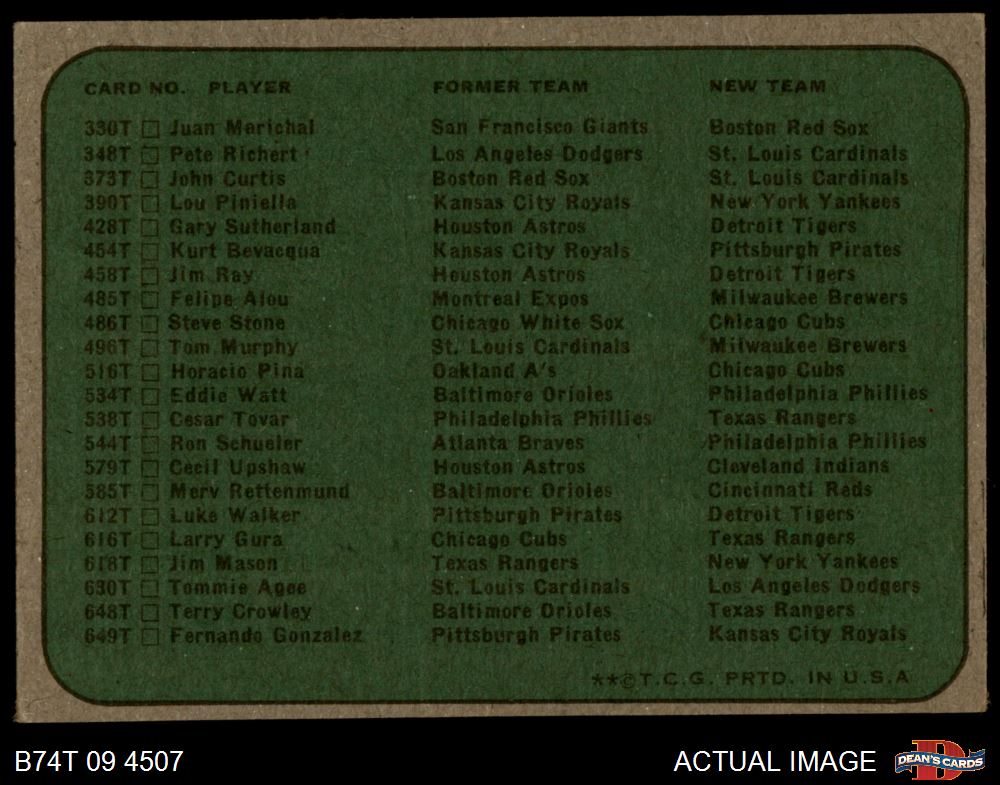 CARD NO. PLAYER FORMER TEAM NEW TEAM
330T Juan Marichal San Francisco Giants Boston Red Sox
348T Pete Richert Los Angeles Dodgers St. Louis Cardinals
373T John Curtis Boston Red Sox St. Louis Cardinals
390T Lou Piniella Kansas City Royals New York Yankees
428T Gary Sutherland Houston Astros Detroit Tigers
454T Kurt Bevacqua Kansas City Royals Pittsburgh Pirates
458T Jim Ray Houston Astros Detroit Tigers
485T Felipe Alou Montreal Expos Milwaukee Brewers
486T Steve Stone Chicago White Sox Chicago Cubs
496T Tom Murphy St. Louis Cardinals Milwaukee Brewers
516T Horacio Pina Oakland A's Chicago Cubs
534T Eddie Watt Baltimore Orioles Philadelphia Phillies
538T Cesar Tovar Philadelphia Phillies Texas Rangers
544T Ron Schueler Atlanta Braves Philadelphia Phillies
579T Cecil Upshaw Houston Astros Cleveland Indians
585T Merv Rettenmund Baltimore Orioles Cincinnati Reds
612T Luke Walker Pittsburgh Pirates Detroit Tigers
616T Larry Gura Chicago Cubs Texas Rangers
618T Jim Mason Texas Rangers New York Yankees
630T Tommie Agee St. Louis Cardinals Los Angeles Dodgers
648T Terry Crowley Baltimore Orioles Texas Rangers
649T Fernando Gonzalez Pittsburgh Pirates Kansas City Royals
**©T.C.G. PRTD. IN U.S.A
B74T 09 4507 ACTUAL IMAGE D DEAN'S CARDS